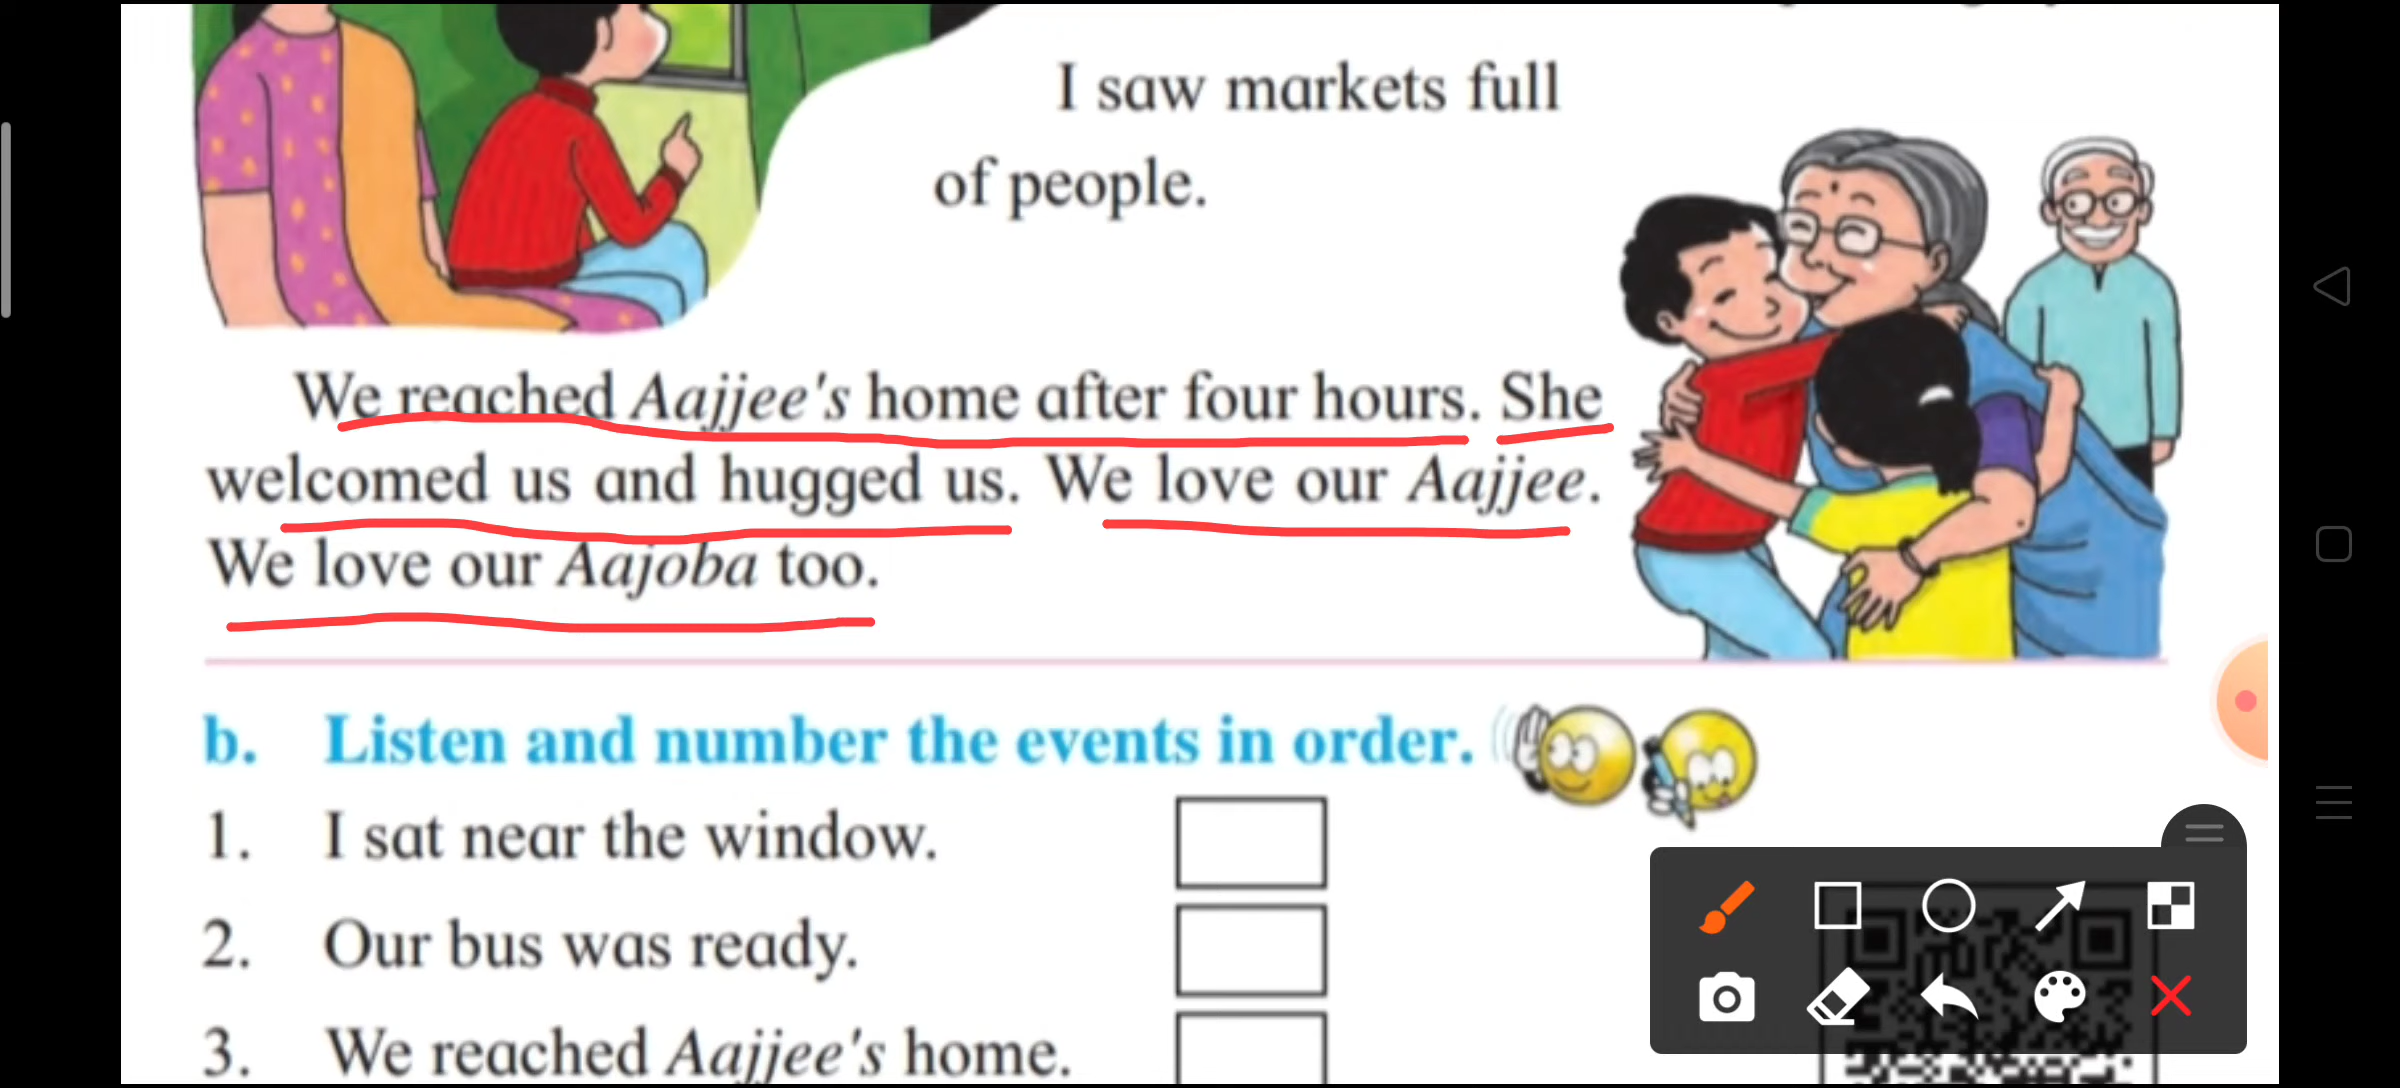 I saw markets full
of people.
We reached Aajjee's home after four hours. She
welcomed us and hugged us. We love our Aajjee.
We love our Aajoba too.
b. Listen and number the events in order.
1. I sat near the window.
2. Our bus was ready.
3. We reached Aajjee's home.